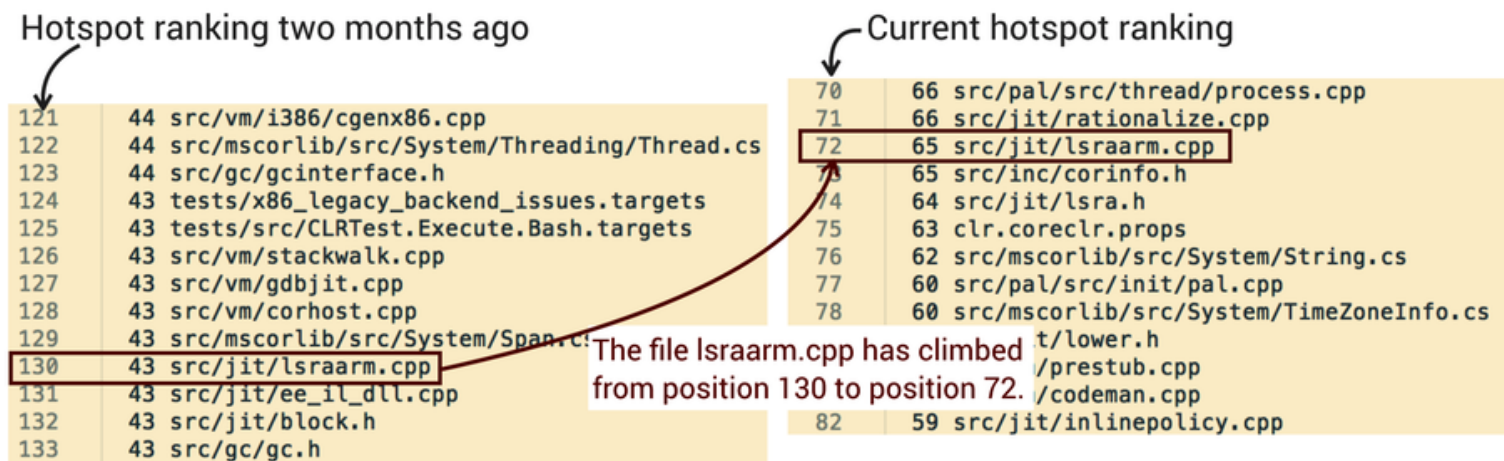 Hotspot ranking two months ago
121 44 src/vm/i386/cgenx86.cpp
122 44 src/mscorlib/src/System/Threading/Thread.cs
123 44 src/gc/gcinterface.h
124 43 tests/x86_legacy_backend_issues.targets
125 43 tests/src/CLRTest.Execute.Bash.targets
126 43 src/vm/stackwalk.cpp
127 43 src/vm/gdbjit.cpp
128 43 src/vm/corhost.cpp
129 43 src/mscorlib/src/System/Span.cs
130 43 src/jit/lsraarm.cpp
131 43 src/jit/ee_il_dll.cpp
132 43 src/jit/block.h
133 43 src/gc/gc.h
Current hotspot ranking
70 66 src/pal/src/thread/process.cpp
71 66 src/jit/rationalize.cpp
72 65 src/jit/lsraarm.cpp
73 65 src/inc/corinfo.h
74 64 src/jit/lsra.h
75 63 clr.coreclr.props
76 62 src/mscorlib/src/System/String.cs
77 60 src/pal/src/init/pal.cpp
78 60 src/mscorlib/src/System/TimeZoneInfo.cs
t/lower.h
/prestub.cpp
/codeman.cpp
82 59 src/jit/inlinepolicy.cpp
The file lsraarm.cpp has climbed
from position 130 to position 72.